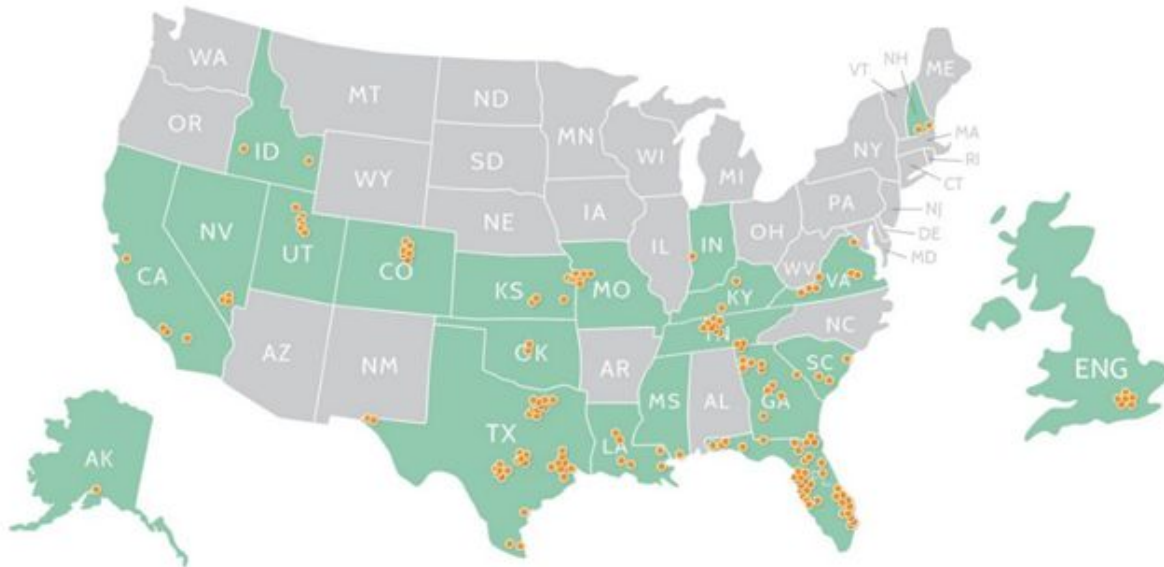 WA
MT
ND
MN
OR
ID
SD
WI
MI
WY
NE
IA
IL
IN
OH
PA
NY
VT
NH
ME
MA
RI
CT
NJ
DE
MD
NV
UT
CO
CA
KS
MO
KY
WV
VA
NC
TN
SC
AZ
NM
OK
AR
MS
AL
GA
TX
LA
AK
ENG